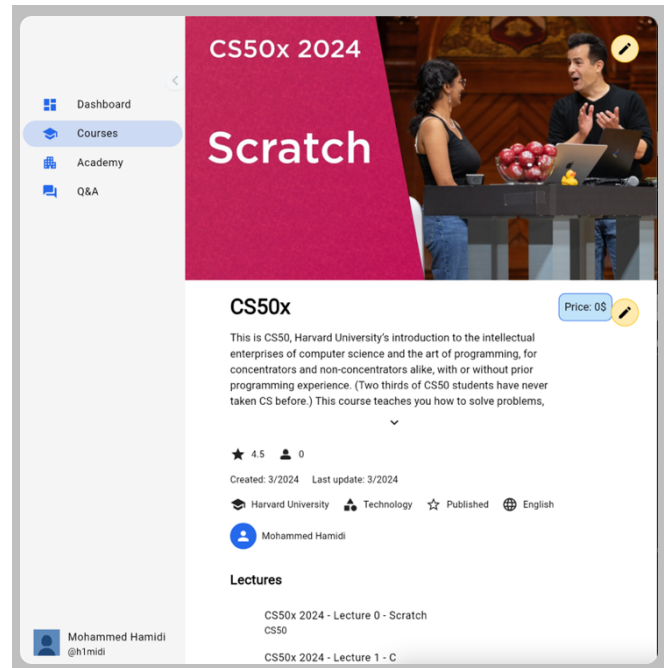 CS50x 2024
Scratch
Dashboard
Courses
Academy
Q&A
CS50x
Price: 0$
This is CS50, Harvard University's introduction to the intellectual
enterprises of computer science and the art of programming, for
concentrators and non-concentrators alike, with or without prior
programming experience. (Two thirds of CS50 students have never
taken CS before.) This course teaches you how to solve problems,
4.5 0
Created: 3/2024 Last update: 3/2024
Harvard University Technology Published English
Mohammed Hamidi
Lectures
CS50x 2024 - Lecture 0 - Scratch
CS50
CS50x 2024 - Lecture 1 - C
Mohammed Hamidi
@h1midi